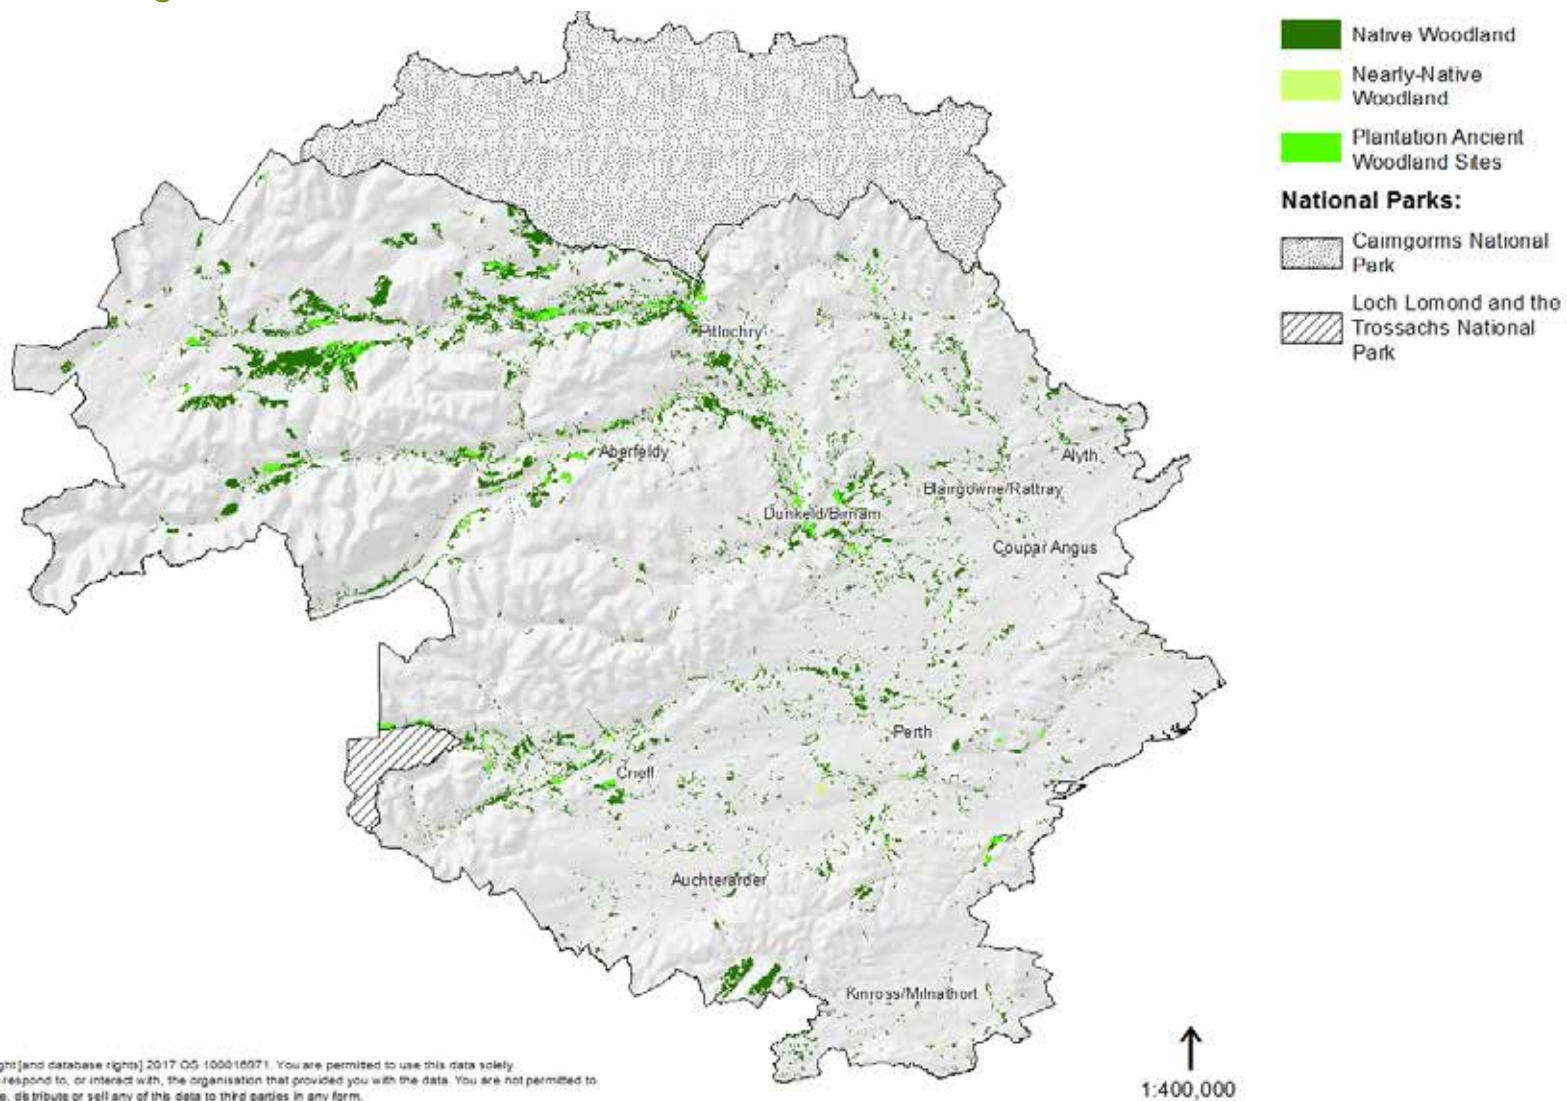 Native Woodland
Nearly-Native
Woodland
Plantation Ancient
Woodland Sites
National Parks:
Cairngorms National
Park
Loch Lomond and the
Trossachs National
Park
Pitlochry
Aberfeldy
Alyth
Blairgowrie/Rattray
Dunkeld/Birnam
Coupar Angus
Perth
Crieff
Auchterarder
Kinross/Milnathort
ght [and database rights] 2017 OS 100016971. You are permitted to use this data solely
respond to, or interact with, the organisation that provided you with the data. You are not permitted to
distribute or sell any of this data to third parties in any form.
1:400,000